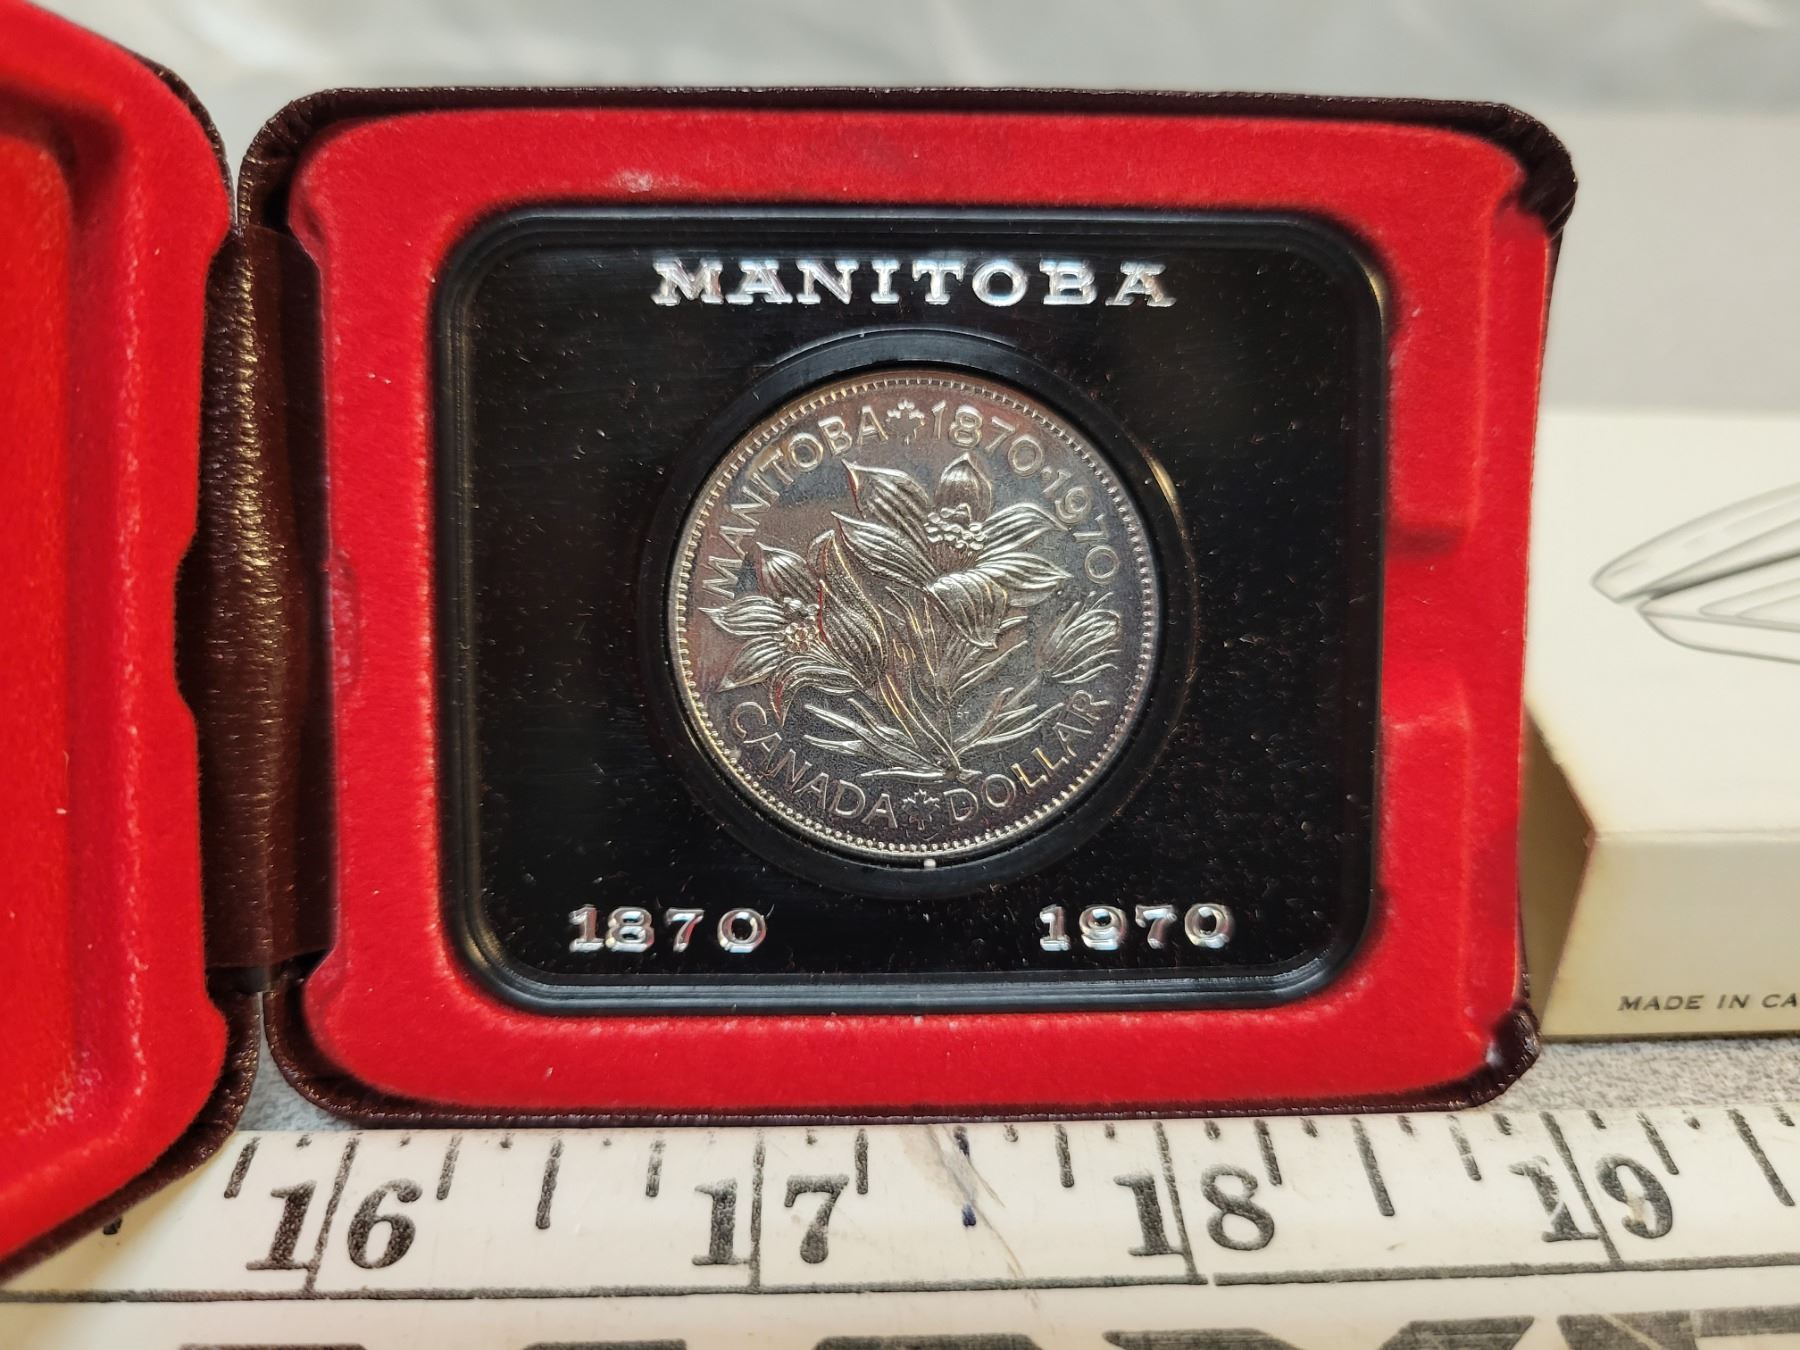 MANITOBA
MANITOBA 1870·1970
CANADA DOLLAR
1870 1970
MADE IN CA
16 17 18 19